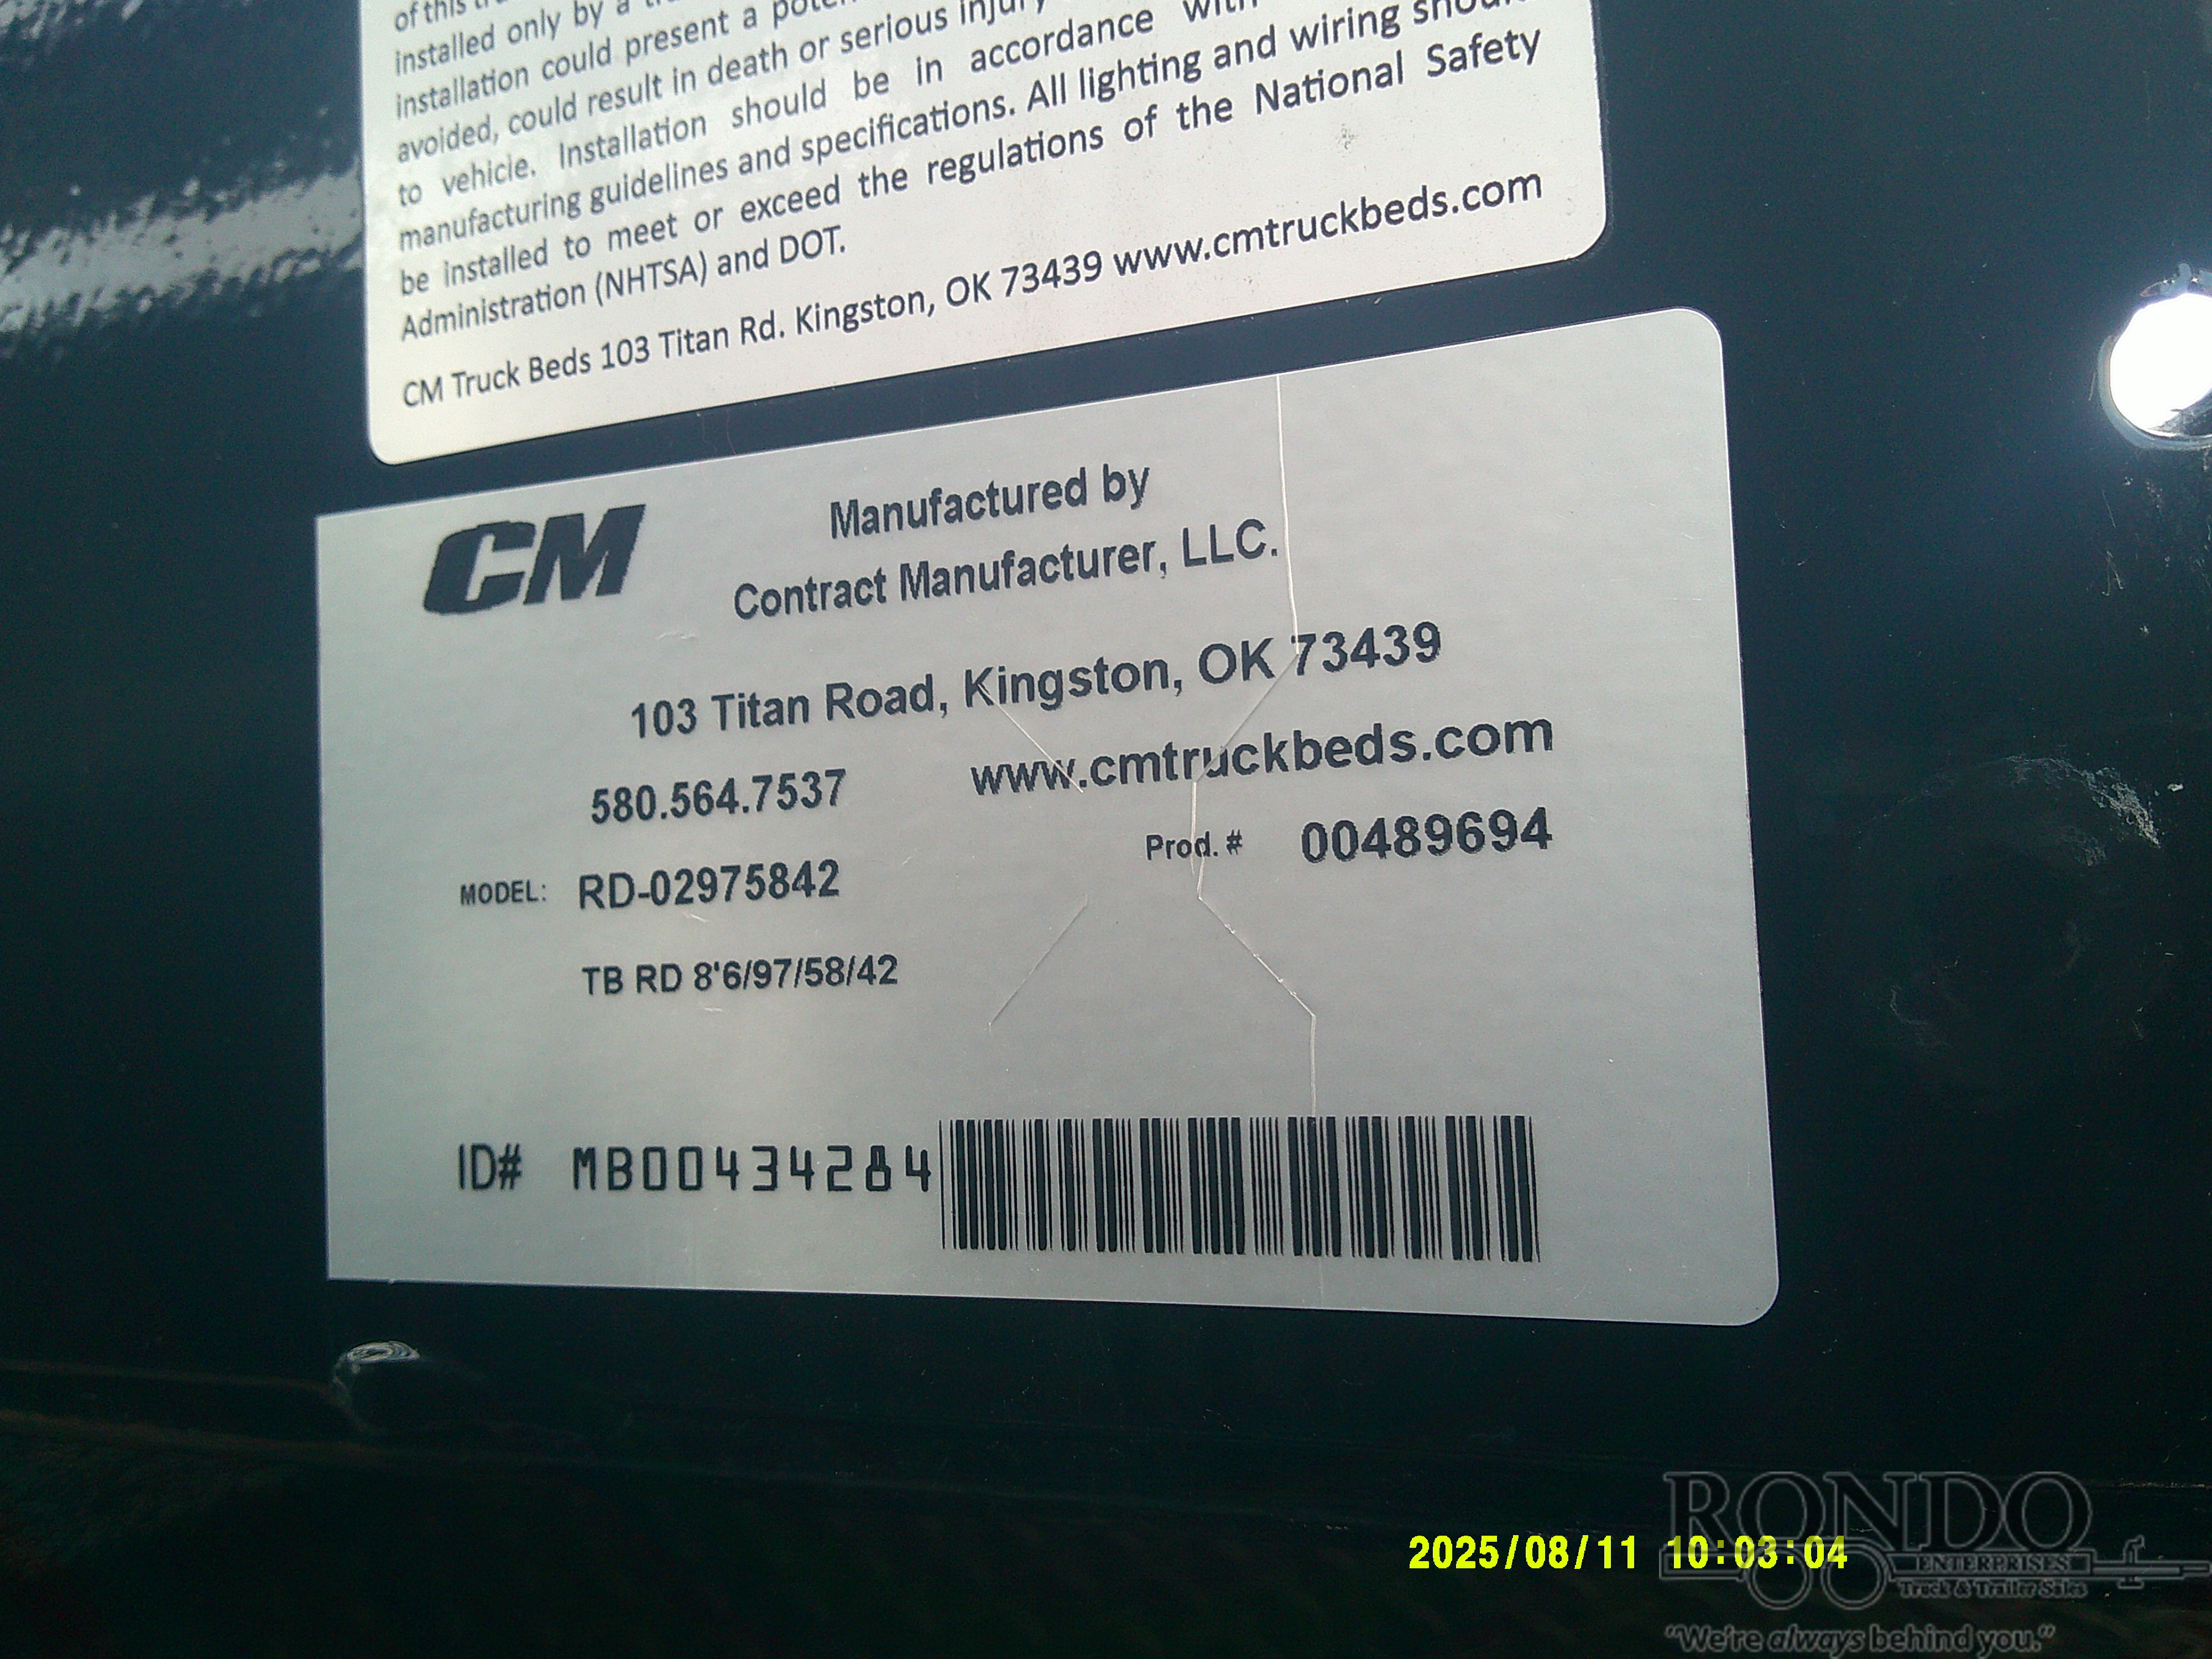 of this
installed only by a
installation could present a
avoided, could result in death or serious injury
to vehicle. Installation should be in accordance with
manufacturing guidelines and specifications. All lighting and wiring should
be installed to meet or exceed the regulations of the National Safety
Administration (NHTSA) and DOT.
CM Truck Beds 103 Titan Rd. Kingston, OK 73439 www.cmtruckbeds.com
CM
Manufactured by
Contract Manufacturer, LLC.
103 Titan Road, Kingston, OK 73439
580.564.7537 www.cmtruckbeds.com
MODEL: RD-02975842 Prod. # 00489694
TB RD 8'6/97/58/42
ID# MB00434284
2025/08/11 10:03:04
RONDO
ENTERPRISES
Truck & Trailer Sales
"We're always behind you."